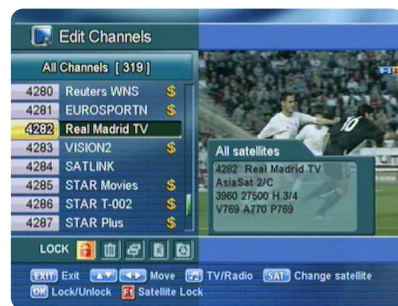 Edit Channels
All Channels [ 319 ]
4280 Reuters WNS $
4281 EUROSPORTN $
4282 Real Madrid TV
4283 VISION2 $
4284 SATLINK
4285 STAR Movies $
4286 STAR T-002 $
4287 STAR Plus $
All satellites
4282 Real Madrid TV
AsiaSat 2/C
3960 27500 H 3/4
V769 A770 P769
LOCK
EXIT Exit Move TV/Radio SAT Change satellite
OK Lock/Unlock F1 Satellite Lock